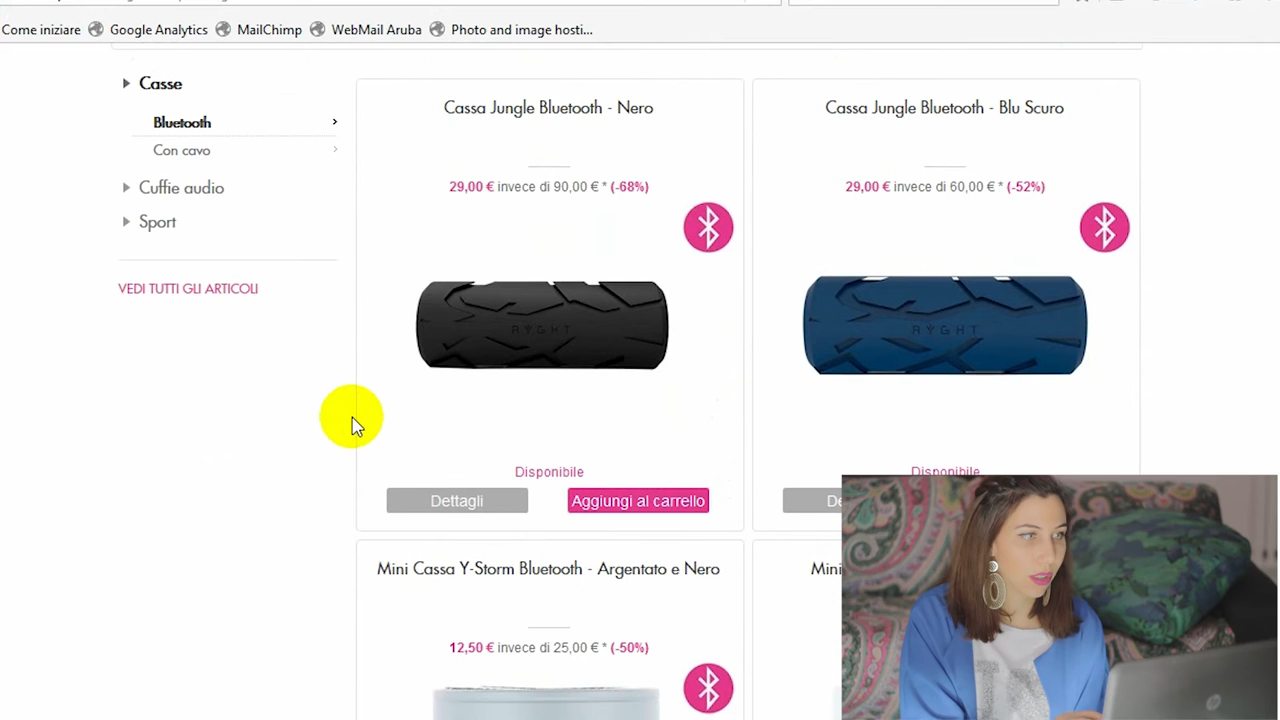 Come iniziare Google Analytics MailChimp WebMail Aruba Photo and image hosti...
Casse
Bluetooth
Con cavo
Cuffie audio
Sport
VEDI TUTTI GLI ARTICOLI
Cassa Jungle Bluetooth - Nero
29,00 € invece di 90,00 € * (-68%)
RYGHT
Disponibile
Dettagli Aggiungi al carrello
Cassa Jungle Bluetooth - Blu Scuro
29,00 € invece di 60,00 € * (-52%)
RYGHT
Disponibile
De
Mini Cassa Y-Storm Bluetooth - Argentato e Nero
12,50 € invece di 25,00 € * (-50%)
Mini